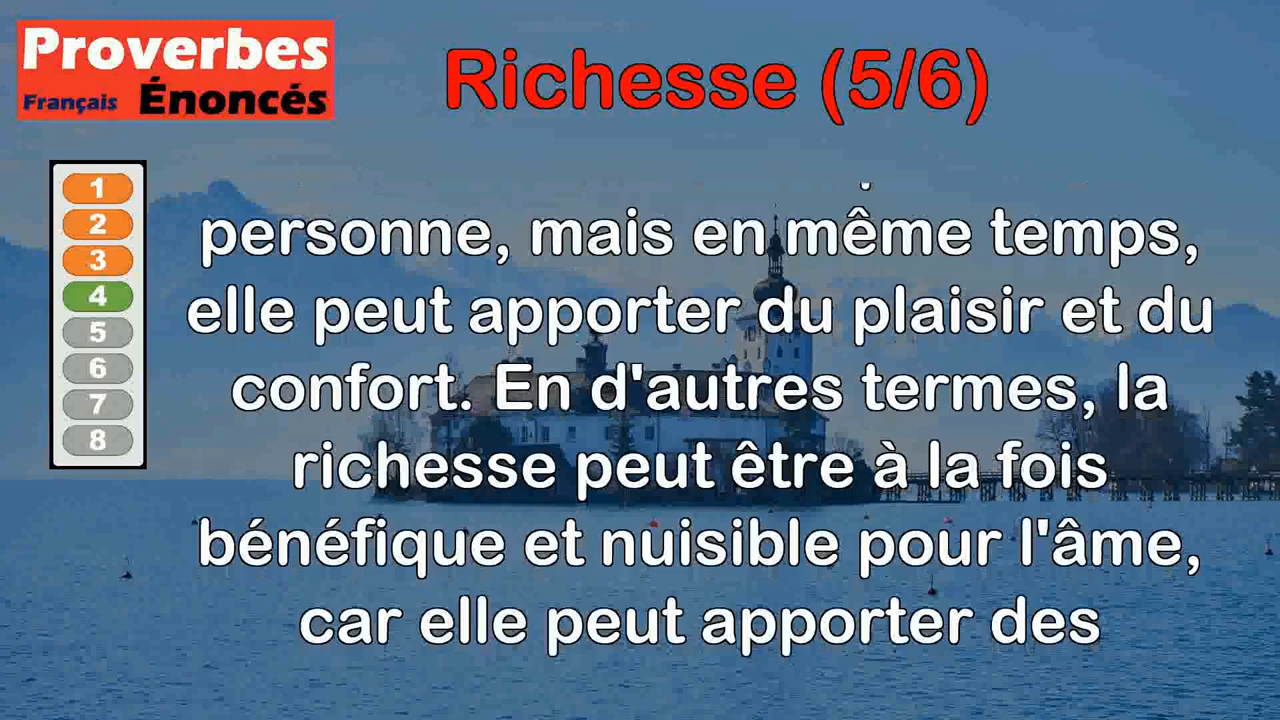 Proverbes
Français Énoncés
Richesse (5/6)
1
2
3
4
5
6
7
8
personne, mais en même temps,
elle peut apporter du plaisir et du
confort. En d'autres termes, la
richesse peut être à la fois
bénéfique et nuisible pour l'âme,
car elle peut apporter des